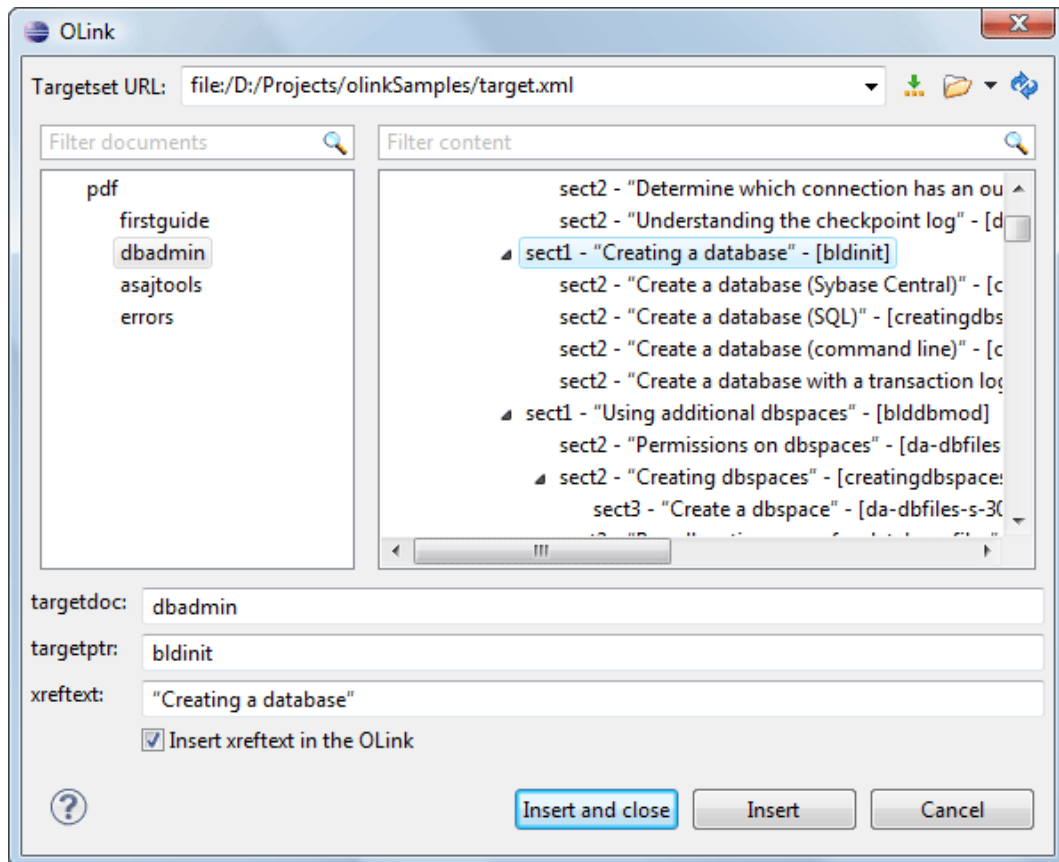 OLink
Targetset URL: file:/D:/Projects/olinkSamples/target.xml
Filter documents
Filter content
pdf
firstguide
dbadmin
asajtools
errors
sect2 - "Determine which connection has an ou
sect2 - "Understanding the checkpoint log" - [d
sect1 - "Creating a database" - [bldinit]
sect2 - "Create a database (Sybase Central)" - [c
sect2 - "Create a database (SQL)" - [creatingdbs
sect2 - "Create a database (command line)" - [c
sect2 - "Create a database with a transaction log
sect1 - "Using additional dbspaces" - [blddbmod]
sect2 - "Permissions on dbspaces" - [da-dbfiles
sect2 - "Creating dbspaces" - [creatingdbspaces
sect3 - "Create a dbspace" - [da-dbfiles-s-30
targetdoc: dbadmin
targetptr: bldinit
xreftext: "Creating a database"
Insert xreftext in the OLink
Insert and close Insert Cancel